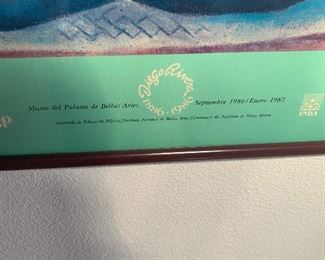 Diego Rivera 1886 1986
Museo del Palacio de Bellas Artes Septiembre 1986/Enero 1987
Secretaría de Educación Pública/Instituto Nacional de Bellas Artes/Centenario del Natalicio de Diego Rivera
INBA